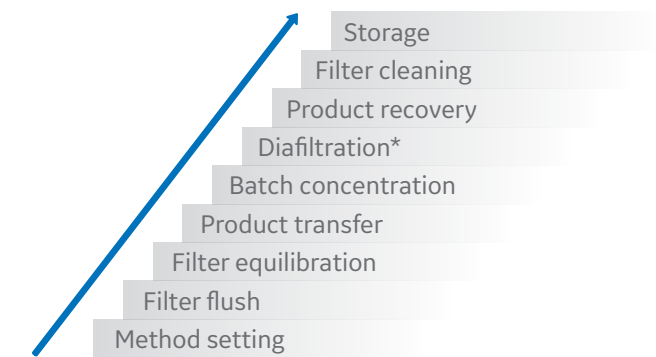 Storage
Filter cleaning
Product recovery
Diafiltration*
Batch concentration
Product transfer
Filter equilibration
Filter flush
Method setting